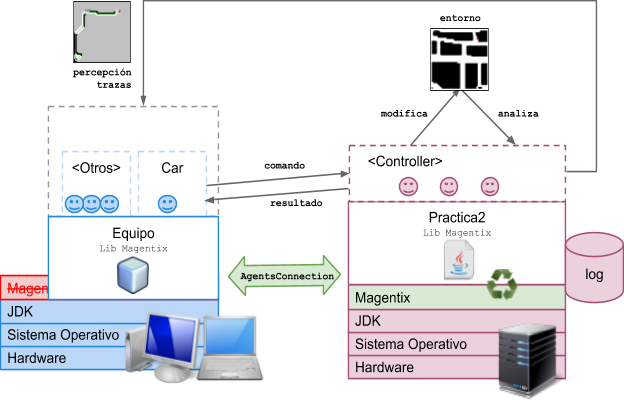 entorno
percepción
trazas
modifica
analiza
<Otros>
Car
comando
<Controller>
resultado
Equipo
Lib Magentix
Practica2
Lib Magentix
AgentsConnection
log
Magen
Magentix
JDK
JDK
Sistema Operativo
Sistema Operativo
Hardware
Hardware